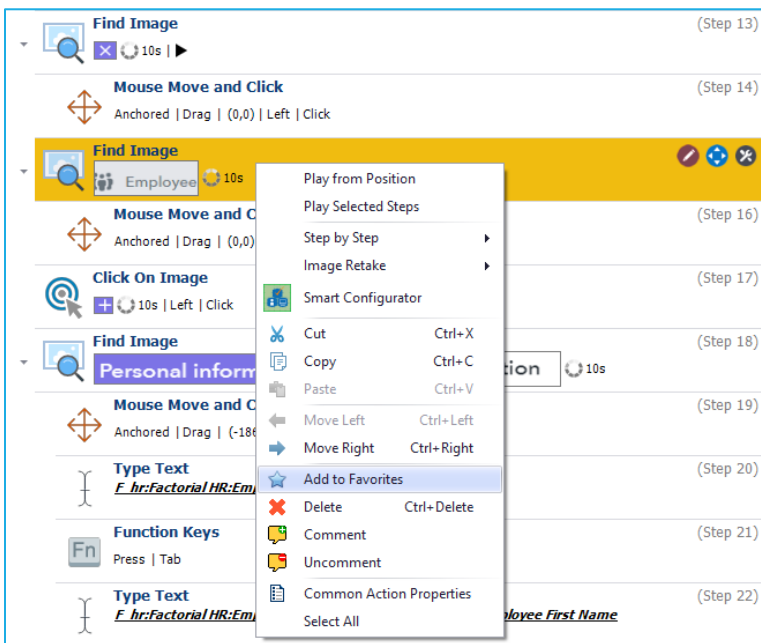 Find Image (Step 13)
10s |
Mouse Move and Click (Step 14)
Anchored | Drag | (0,0) | Left | Click
Find Image
Employee 10s
Mouse Move and C (Step 16)
Anchored | Drag | (0,0)
Click On Image (Step 17)
10s | Left | Click
Find Image (Step 18)
Personal inform tion 10s
Mouse Move and C (Step 19)
Anchored | Drag | (-186
Type Text (Step 20)
F_hr:Factorial HR:Emp
Function Keys (Step 21)
Fn
Press | Tab
Type Text (Step 22)
F_hr:Factorial HR:Emp ployee First Name
Play from Position
Play Selected Steps
Step by Step
Image Retake
Smart Configurator
Cut Ctrl+X
Copy Ctrl+C
Paste Ctrl+V
Move Left Ctrl+Left
Move Right Ctrl+Right
Add to Favorites
Delete Ctrl+Delete
Comment
Uncomment
Common Action Properties
Select All